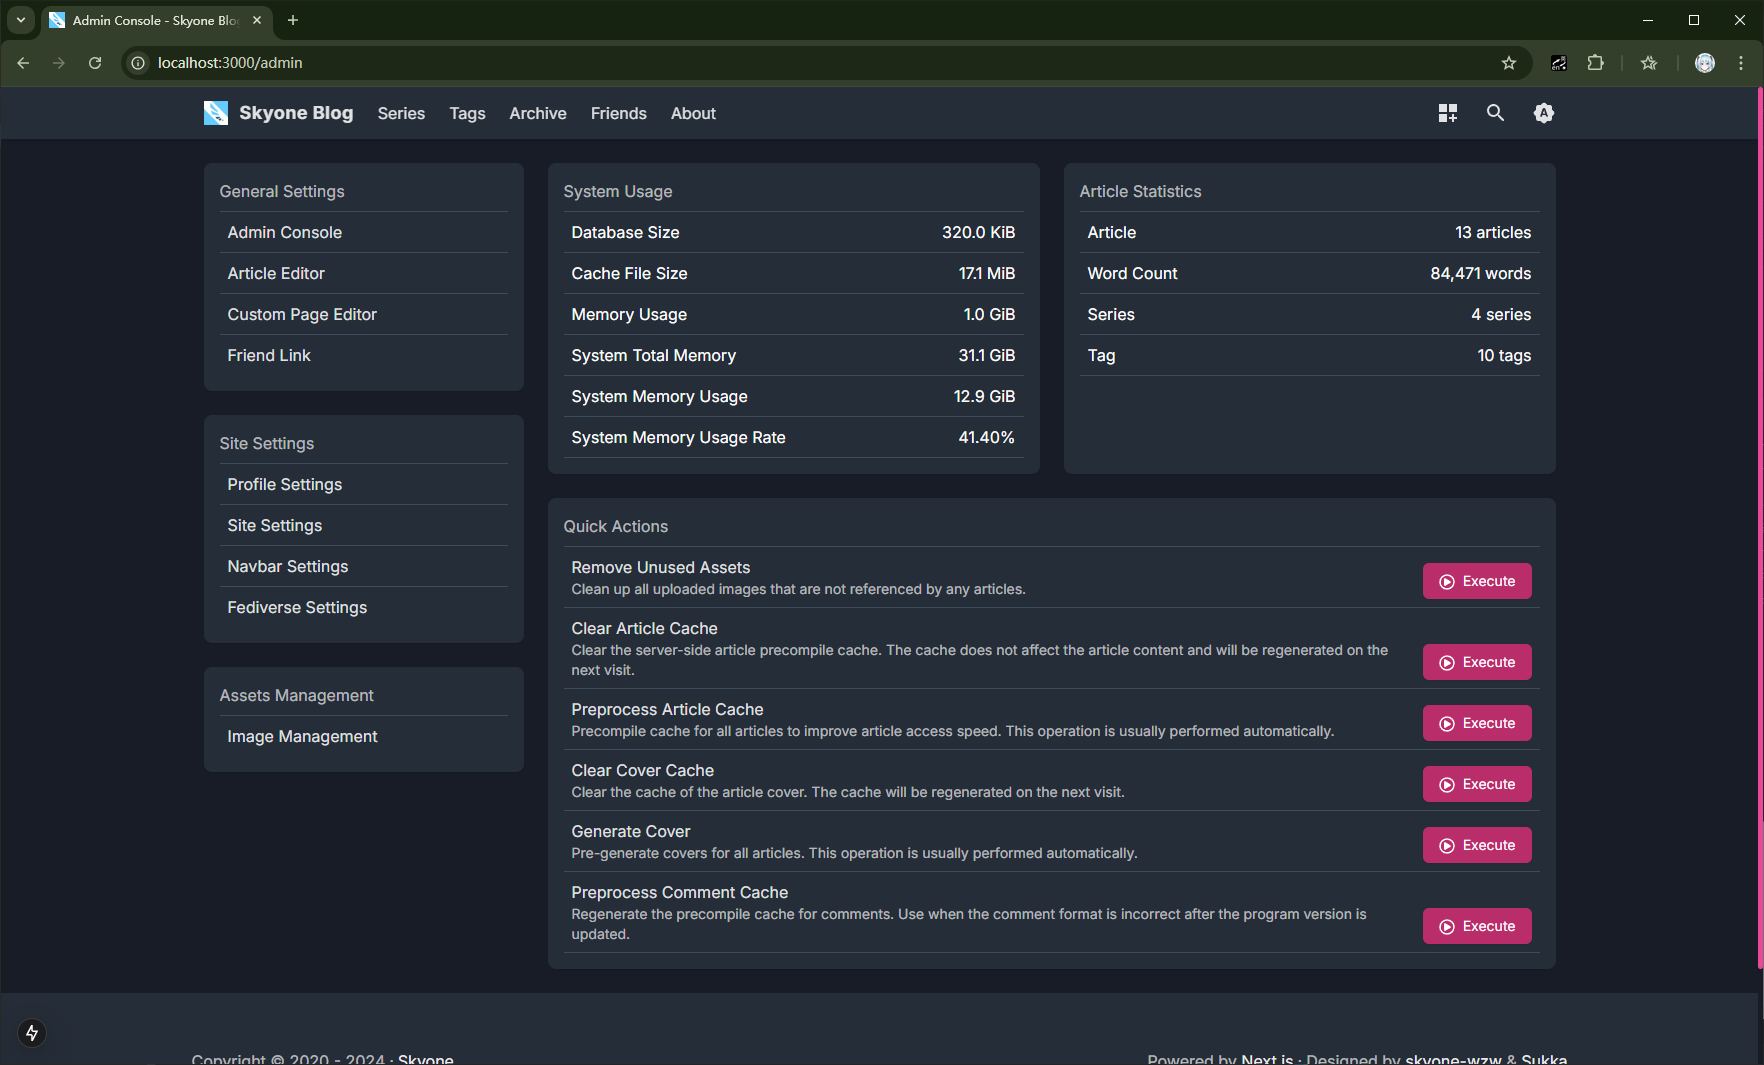 Admin Console - Skyone Blog
localhost:3000/admin
Skyone Blog
Series
Tags
Archive
Friends
About
A
General Settings
Admin Console
Article Editor
Custom Page Editor
Friend Link
Site Settings
Profile Settings
Site Settings
Navbar Settings
Fediverse Settings
Assets Management
Image Management
System Usage
Database Size 320.0 KiB
Cache File Size 17.1 MiB
Memory Usage 1.0 GiB
System Total Memory 31.1 GiB
System Memory Usage 12.9 GiB
System Memory Usage Rate 41.40%
Article Statistics
Article 13 articles
Word Count 84,471 words
Series 4 series
Tag 10 tags
Quick Actions
Remove Unused Assets
Clean up all uploaded images that are not referenced by any articles.
Execute
Clear Article Cache
Clear the server-side article precompile cache. The cache does not affect the article content and will be regenerated on the
next visit.
Execute
Preprocess Article Cache
Precompile cache for all articles to improve article access speed. This operation is usually performed automatically.
Execute
Clear Cover Cache
Clear the cache of the article cover. The cache will be regenerated on the next visit.
Execute
Generate Cover
Pre-generate covers for all articles. This operation is usually performed automatically.
Execute
Preprocess Comment Cache
Regenerate the precompile cache for comments. Use when the comment format is incorrect after the program version is
updated.
Execute
Copyright © 2020 - 2024 · Skyone
Powered by Next.js · Designed by skyone-wzw & Sukka